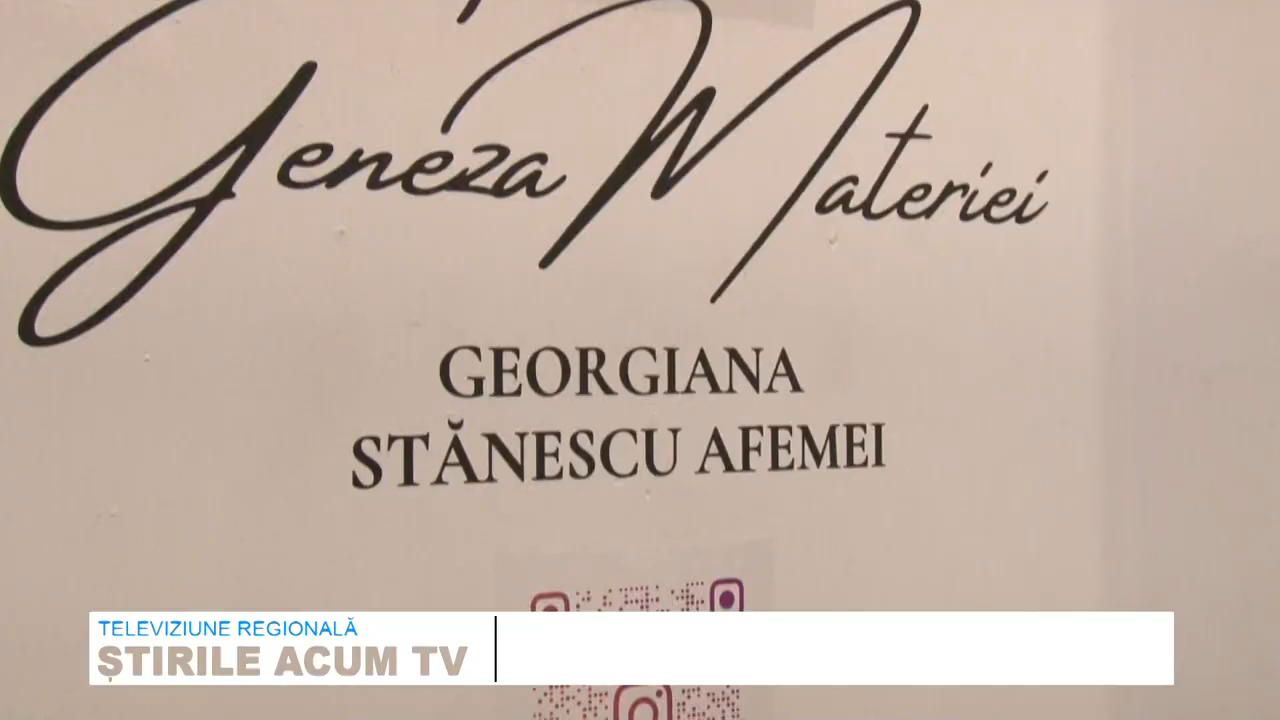 Geneza Materiei
GEORGIANA
STĂNESCU AFEMEI
TELEVIZIUNE REGIONALĂ
ȘTIRILE ACUM TV